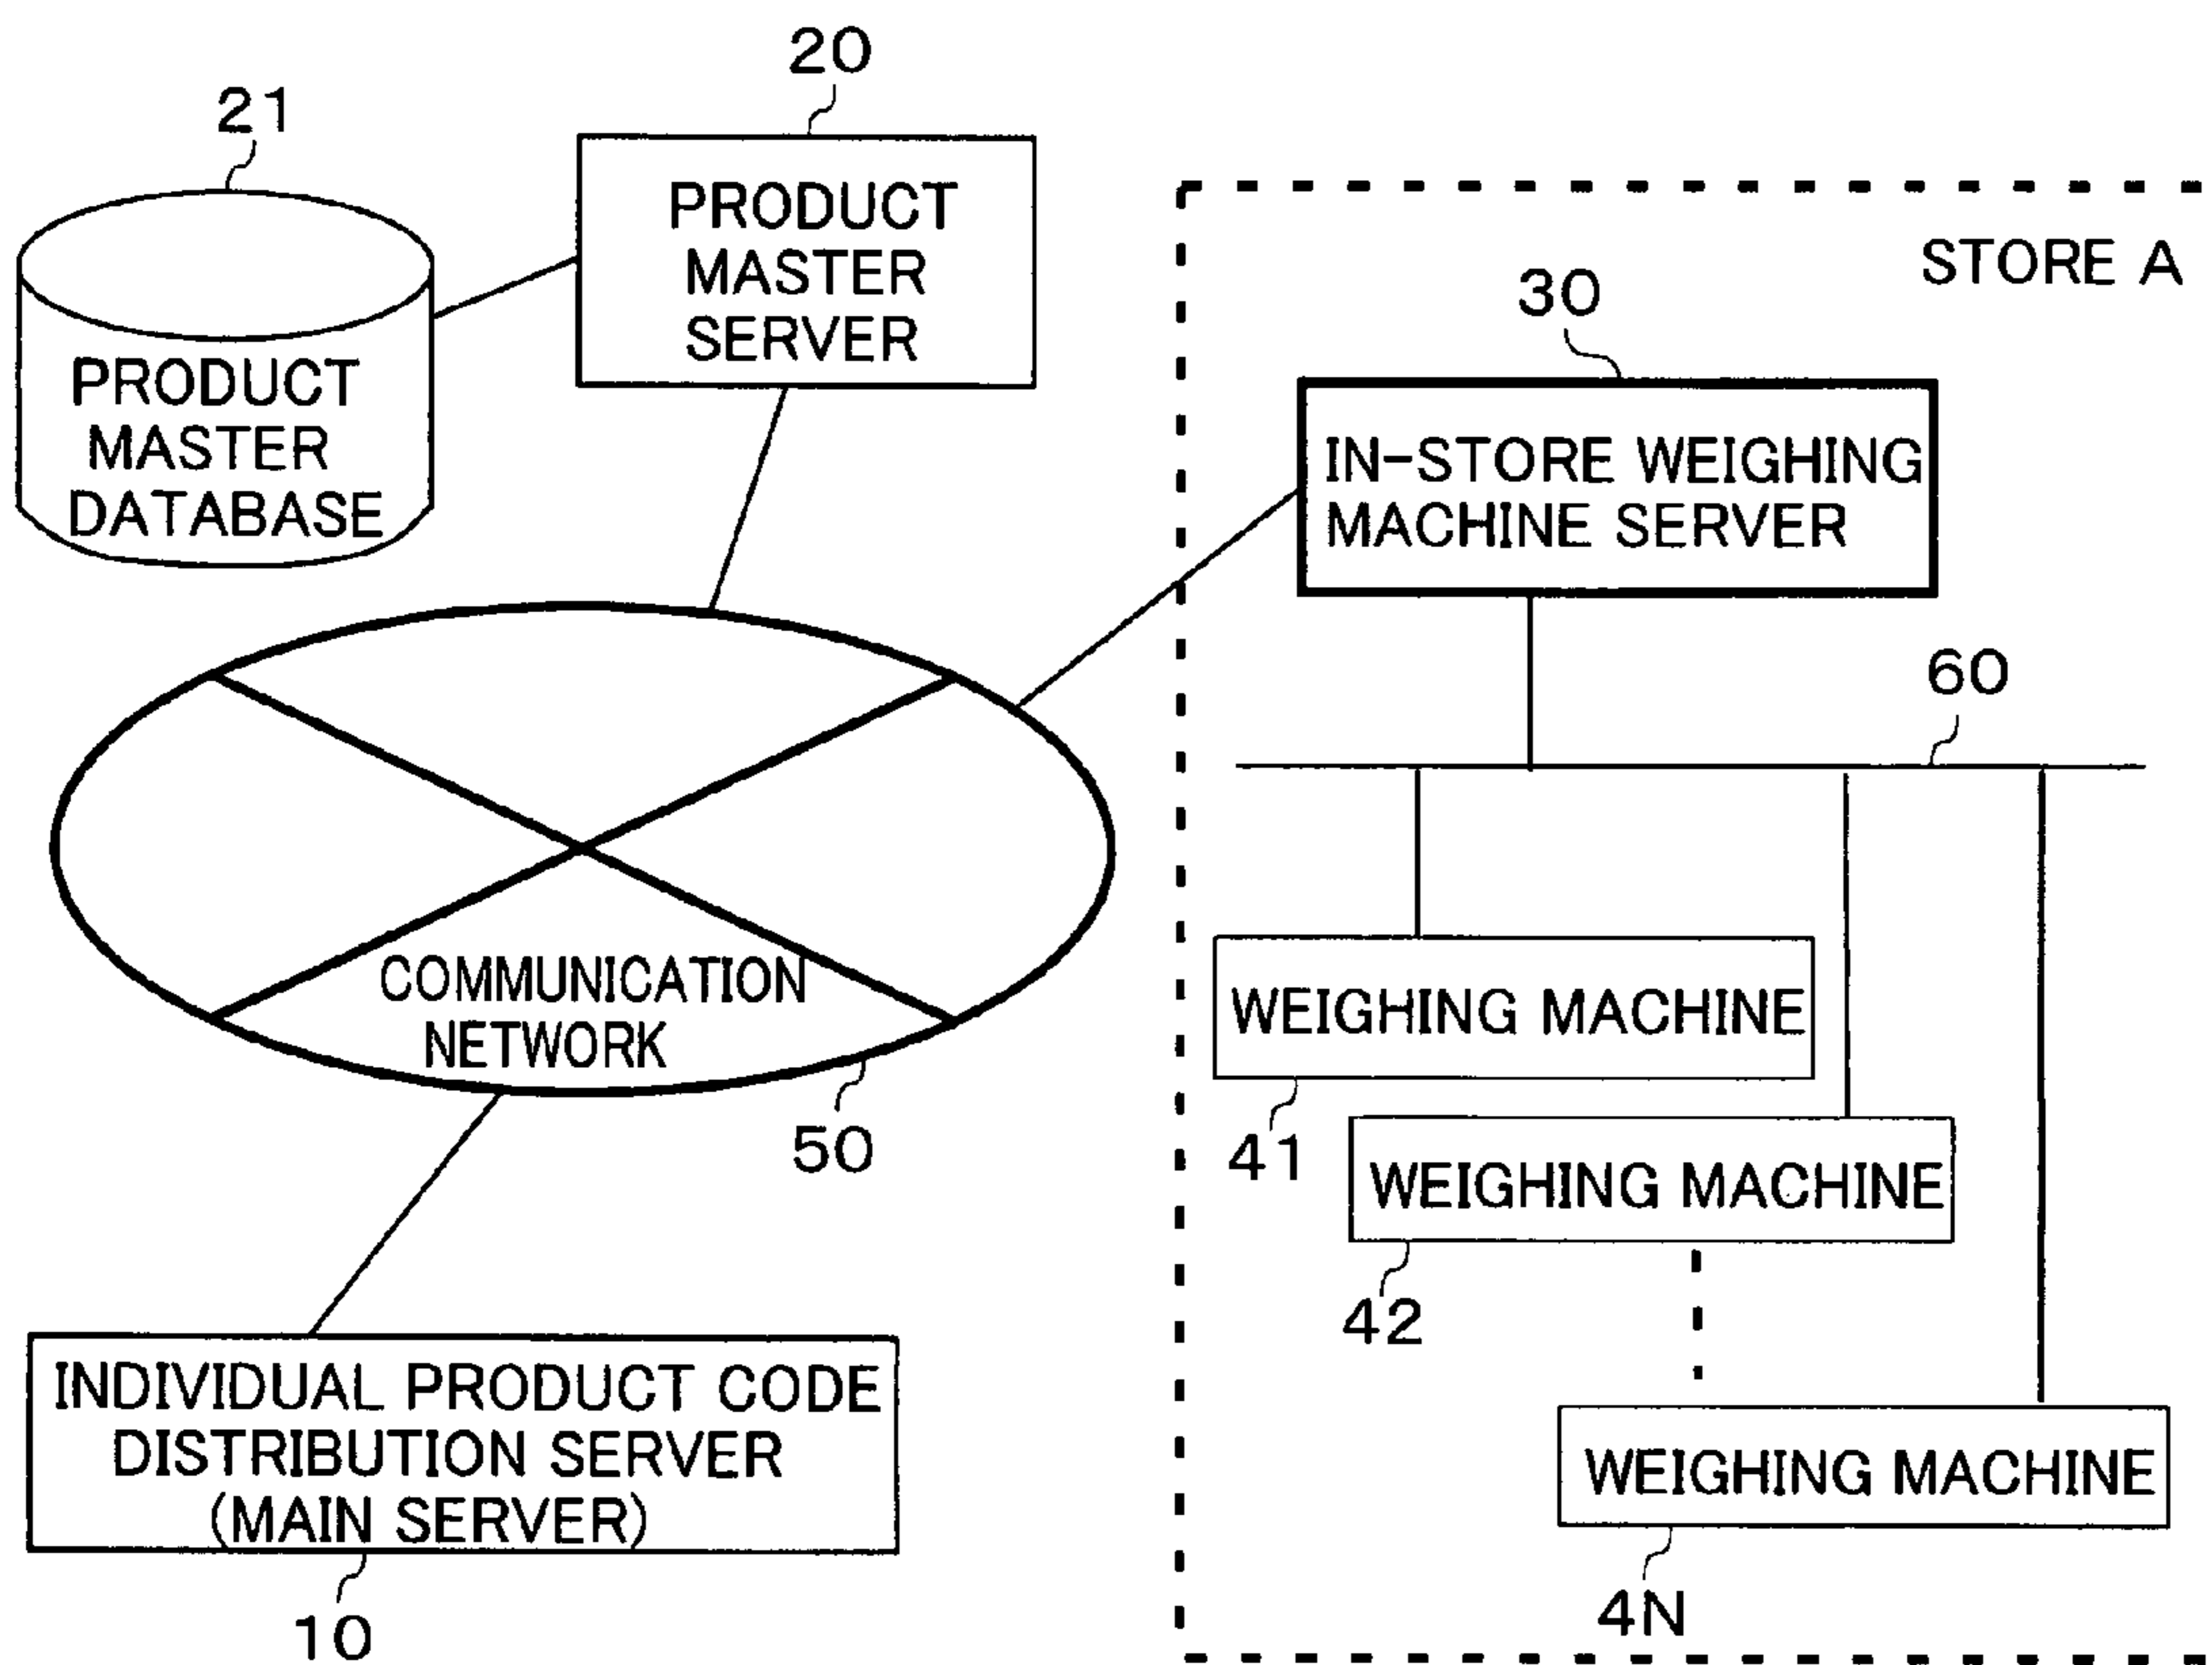 20
21
PRODUCT
MASTER
SERVER
STORE A
30
PRODUCT
MASTER
DATABASE
IN-STORE WEIGHING
MACHINE SERVER
60
COMMUNICATION
NETWORK
50
WEIGHING MACHINE
41
WEIGHING MACHINE
42
INDIVIDUAL PRODUCT CODE
DISTRIBUTION SERVER
(MAIN SERVER)
10
WEIGHING MACHINE
4N